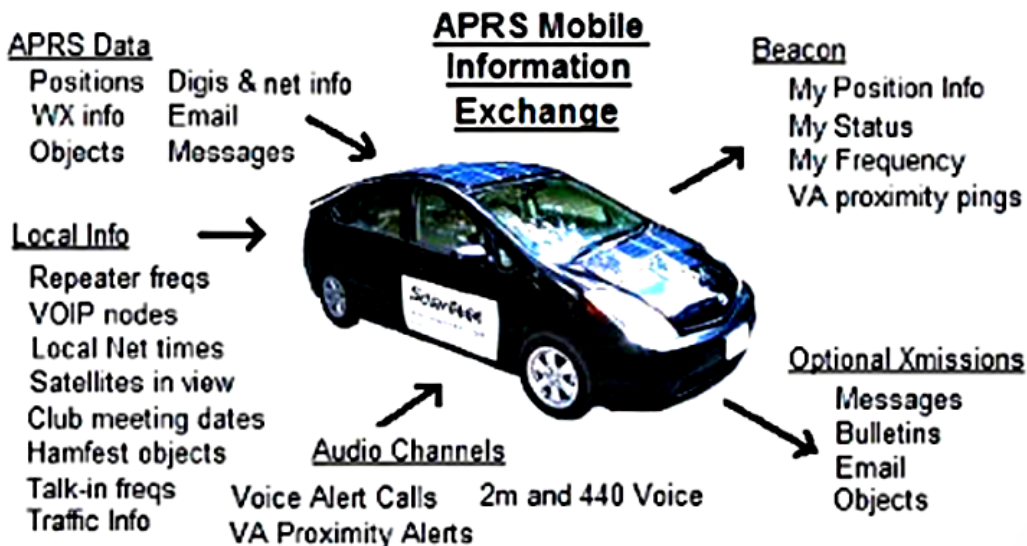 APRS Mobile
Information
Exchange
APRS Data
Positions Digis & net info
WX info Email
Objects Messages
Beacon
My Position Info
My Status
My Frequency
VA proximity pings
Local Info
Repeater freqs
VOIP nodes
Local Net times
Satellites in view
Club meeting dates
Hamfest objects
Talk-in freqs
Traffic Info
Audio Channels
Voice Alert Calls 2m and 440 Voice
VA Proximity Alerts
Optional Xmissions
Messages
Bulletins
Email
Objects